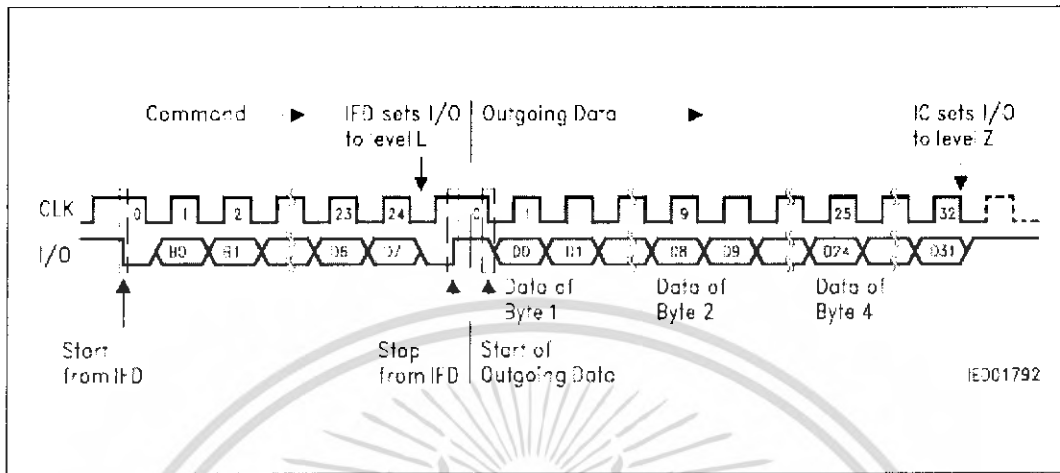 Command ► IFD sets I/O to level L
Outgoing Data ► IC sets I/O to level Z
CLK 0 1 2 23 24 0 1 9 25 32
I/O B0 B1 D6 D7 D0 D1 D8 D9 D24 D31
Data of Byte 1
Data of Byte 2
Data of Byte 4
Start from IFD
Stop from IFD
Start of Outgoing Data
IED01792